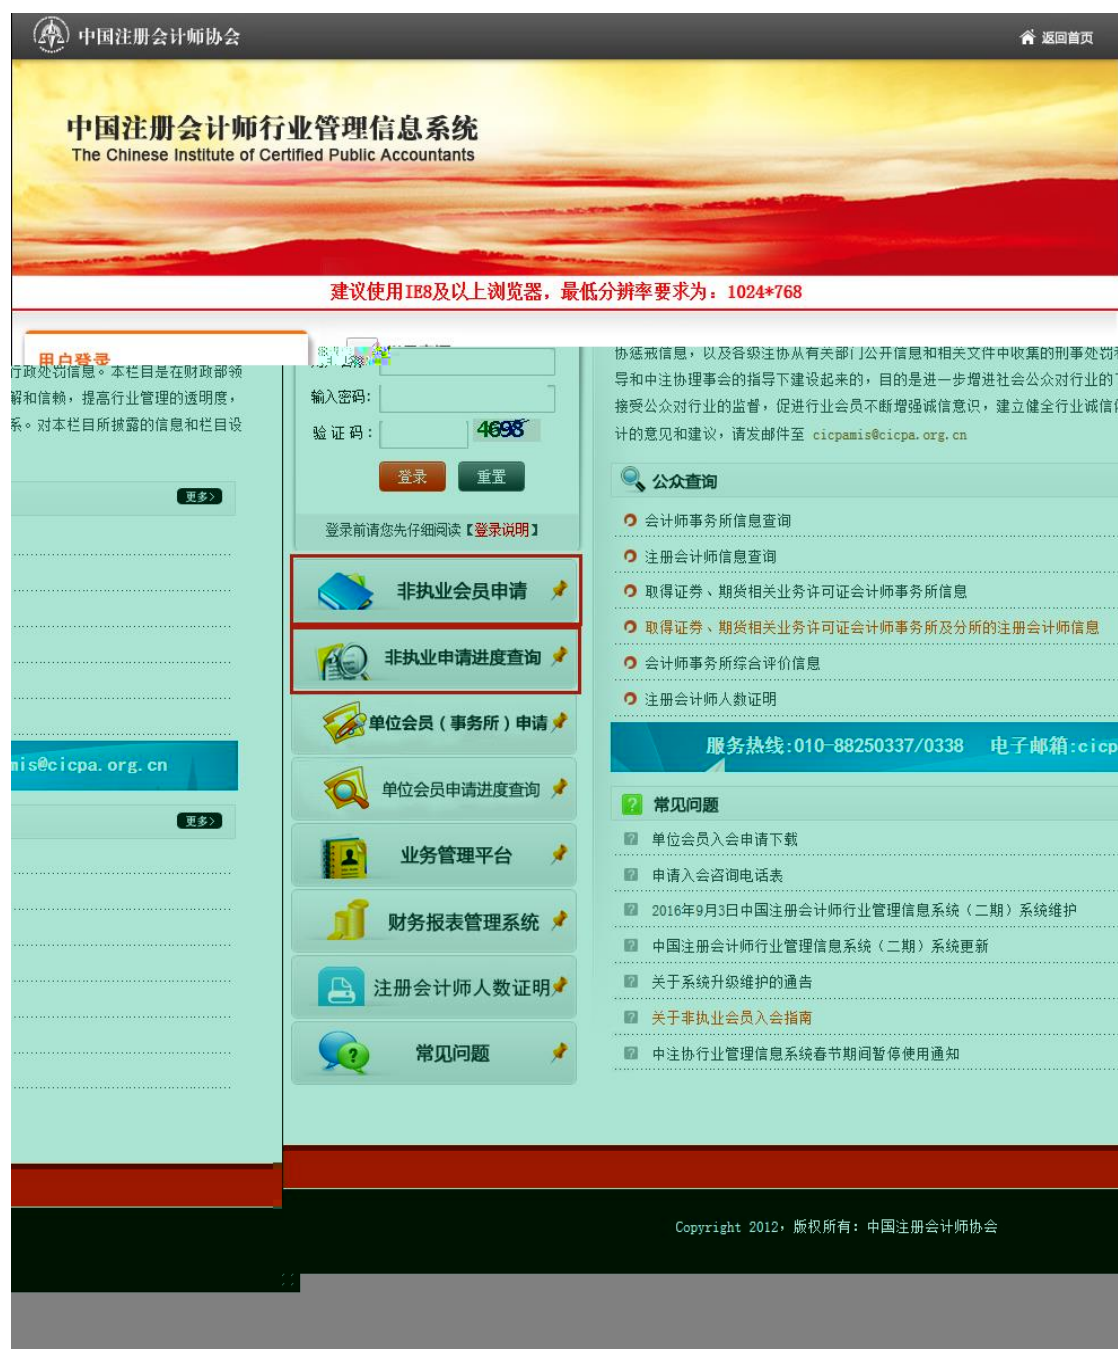 中国注册会计师协会
返回首页
中国注册会计师行业管理信息系统
The Chinese Institute of Certified Public Accountants
建议使用IE8及以上浏览器，最低分辨率要求为：1024*768
用户登录
行政处罚信息。本栏目是在财政部领
解和信赖，提高行业管理的透明度，
系。对本栏目所披露的信息和栏目设
更多>
mis@cicpa.org.cn
更多>
输入密码：
验 证 码：
4698
登录
重置
登录前请您先仔细阅读【登录说明】
非执业会员申请
非执业申请进度查询
单位会员（事务所）申请
单位会员申请进度查询
业务管理平台
财务报表管理系统
注册会计师人数证明
常见问题
协惩戒信息，以及各级注协从有关部门公开信息和相关文件中收集的刑事处罚
导和中注协理事会的指导下建设起来的，目的是进一步增进社会公众对行业的
接受公众对行业的监督，促进行业会员不断增强诚信意识，建立健全行业诚信
计的意见和建议，请发邮件至 cicpamis@cicpa.org.cn
公众查询
会计师事务所信息查询
注册会计师信息查询
取得证券、期货相关业务许可证会计师事务所信息
取得证券、期货相关业务许可证会计师事务所及分所的注册会计师信息
会计师事务所综合评价信息
注册会计师人数证明
服务热线:010-88250337/0338 电子邮箱:cicp
常见问题
单位会员入会申请下载
申请入会咨询电话表
2016年9月3日中国注册会计师行业管理信息系统（二期）系统维护
中国注册会计师行业管理信息系统（二期）系统更新
关于系统升级维护的通告
关于非执业会员入会指南
中注协行业管理信息系统春节期间暂停使用通知
Copyright 2012，版权所有：中国注册会计师协会